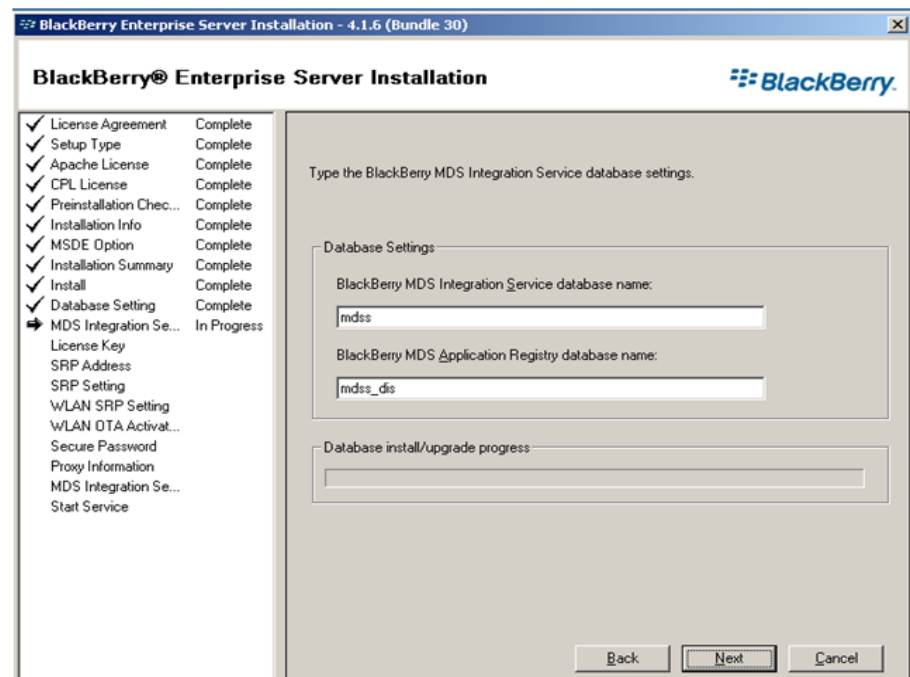 BlackBerry Enterprise Server Installation - 4.1.6 (Bundle 30)
BlackBerry® Enterprise Server Installation
BlackBerry.
License Agreement Complete
Setup Type Complete
Apache License Complete
CPL License Complete
Preinstallation Chec... Complete
Installation Info Complete
MSDE Option Complete
Installation Summary Complete
Install Complete
Database Setting Complete
MDS Integration Se... In Progress
License Key
SRP Address
SRP Setting
WLAN SRP Setting
WLAN OTA Activat...
Secure Password
Proxy Information
MDS Integration Se...
Start Service
Type the BlackBerry MDS Integration Service database settings.
Database Settings
BlackBerry MDS Integration Service database name:
mdss
BlackBerry MDS Application Registry database name:
mdss_dis
Database install/upgrade progress
Back Next Cancel